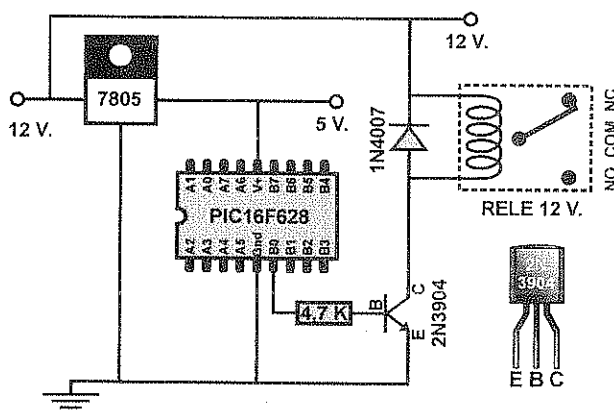 12 V.
7805
12 V.
5 V.
1N4007
NO COM NC
RELE 12 V.
A1 A0 A7 A6 V+ B7 B6 B5 B4
PIC16F628
A2 A3 A4 A5 Gnd B0 B1 B2 B3
4.7 K
B
C
E
2N3904
2N
3904
E B C